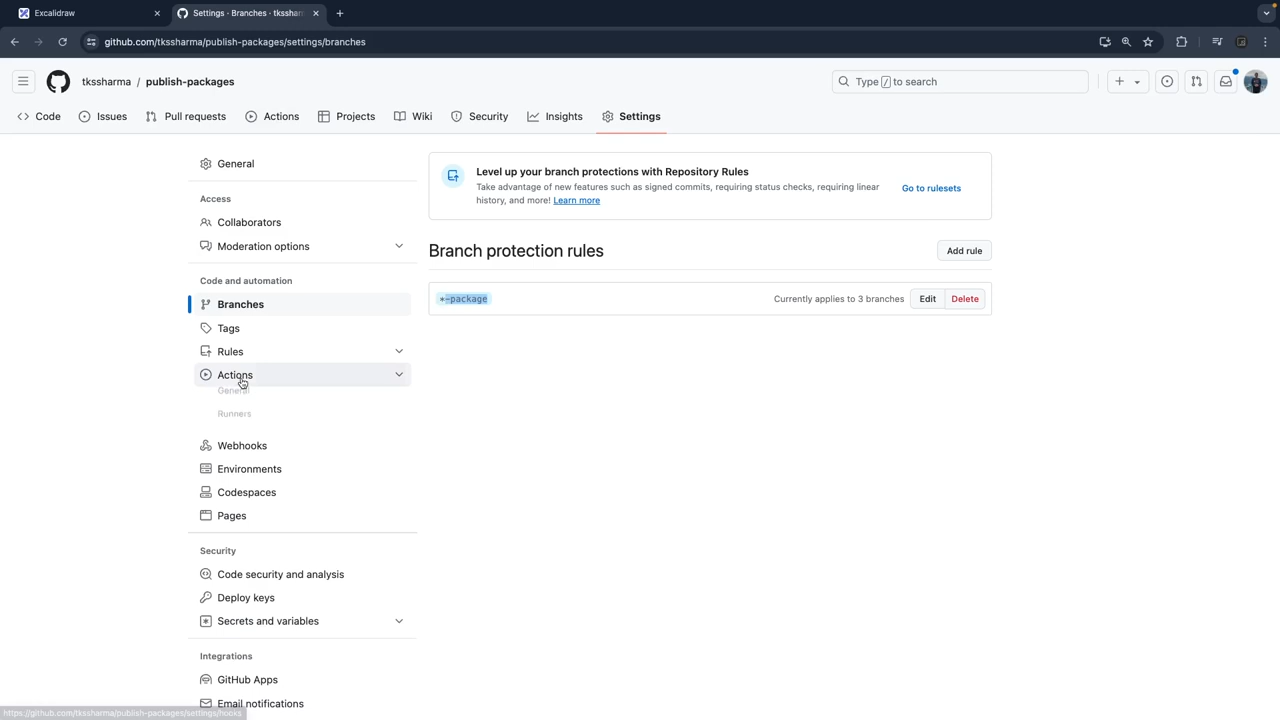 Excalidraw
Settings · Branches · tksshar
github.com/tkssharma/publish-packages/settings/branches
tkssharma / publish-packages
Type / to search
Code
Issues
Pull requests
Actions
Projects
Wiki
Security
Insights
Settings
General
Access
Collaborators
Moderation options
Code and automation
Branches
Tags
Rules
Actions
General
Runners
Webhooks
Environments
Codespaces
Pages
Security
Code security and analysis
Deploy keys
Secrets and variables
Integrations
GitHub Apps
Email notifications
Level up your branch protections with Repository Rules
Take advantage of new features such as signed commits, requiring status checks, requiring linear
history, and more! Learn more
Go to rulesets
Branch protection rules
Add rule
*-package
Currently applies to 3 branches
Edit
Delete
https://github.com/tkssharma/publish-packages/settings/hooks